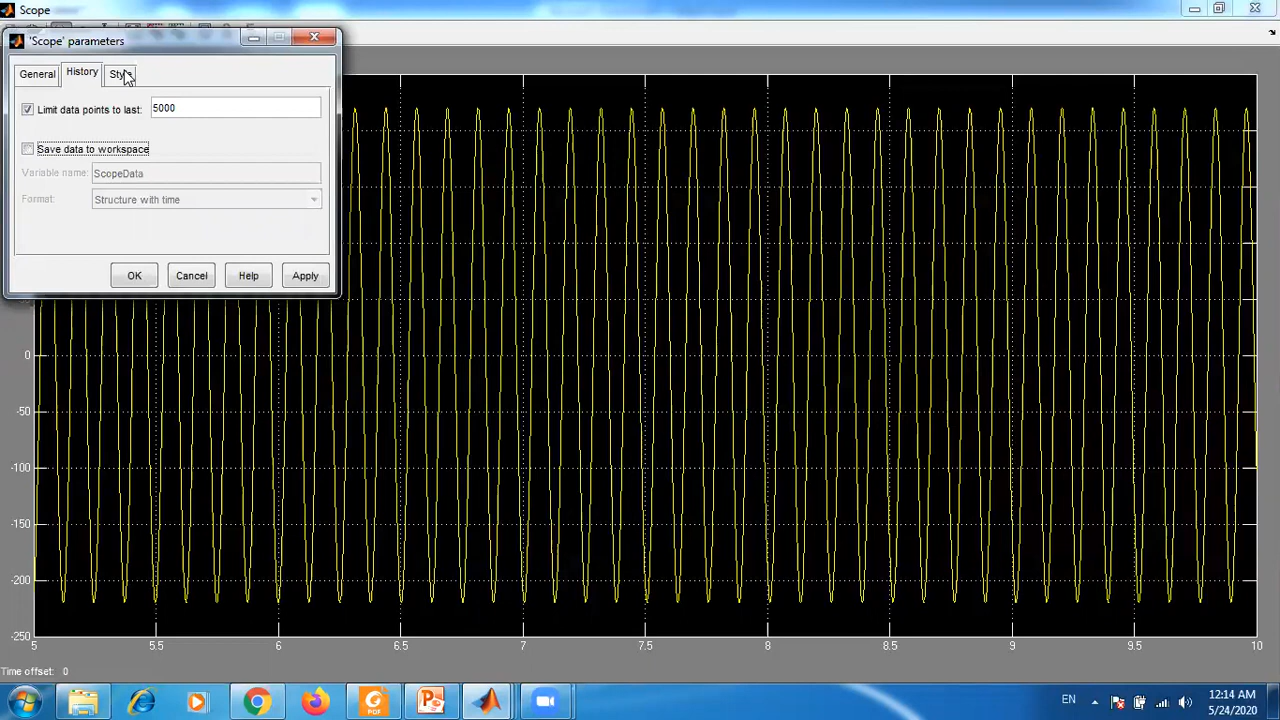 Scope
'Scope' parameters
General History Style
Limit data points to last: 5000
Save data to workspace
Variable name: ScopeData
Format: Structure with time
OK Cancel Help Apply
0
-50
-100
-150
-200
-250
5 5.5 6 6.5 7 7.5 8 8.5 9 9.5 10
Time offset: 0
PDF
EN
12:14 AM
5/24/2020